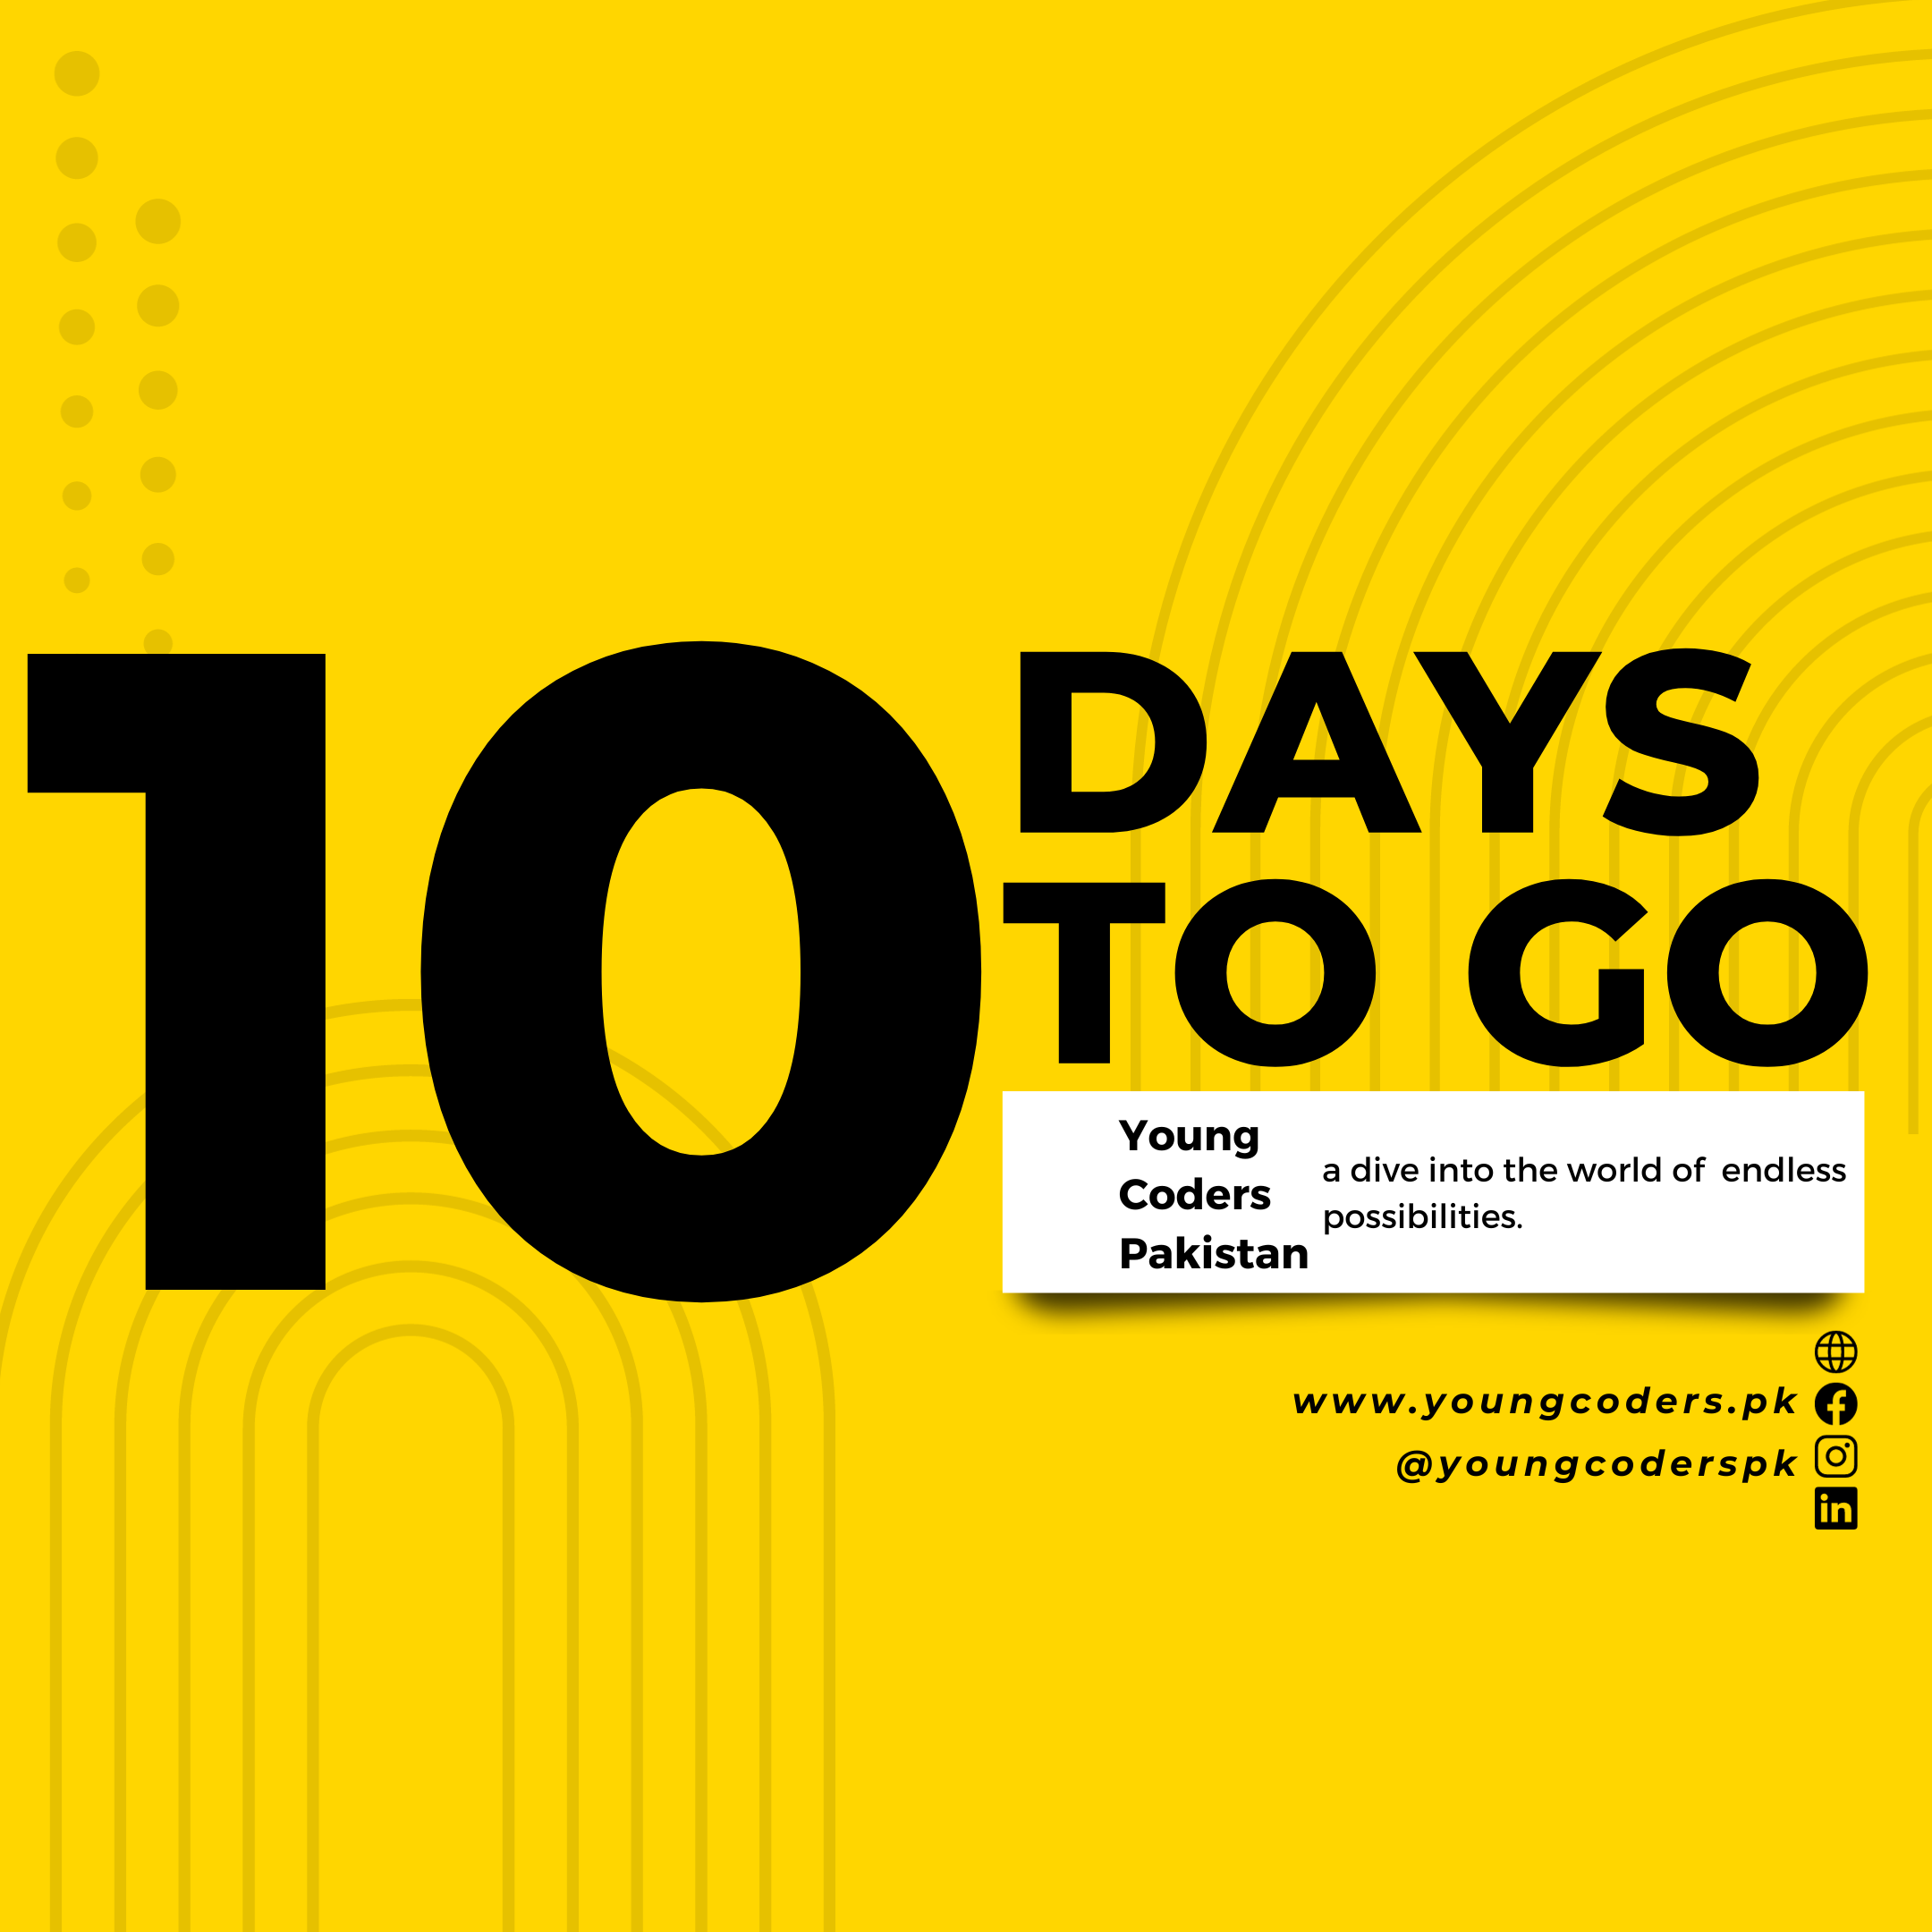 10
DAYS
TO GO
Young
Coders
Pakistan
a dive into the world of endless
possibilities.
www.youngcoders.pk
@youngcoderspk